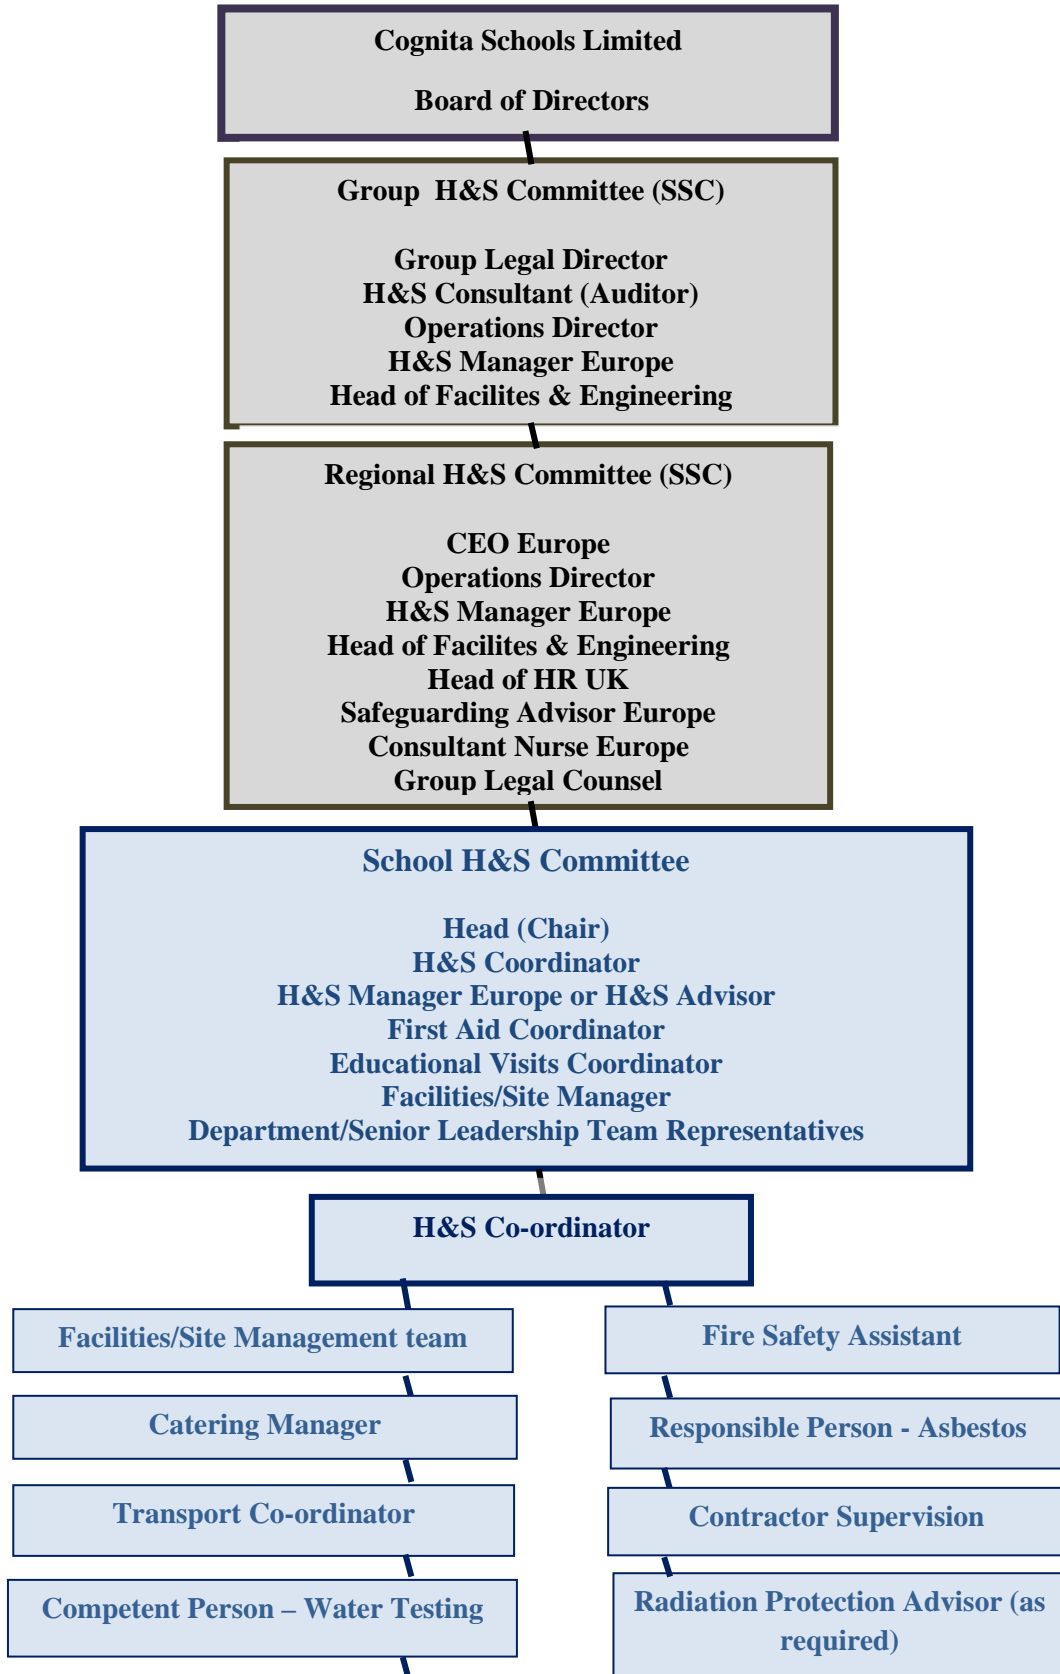 Cognita Schools Limited
Board of Directors
Group H&S Committee (SSC)
Group Legal Director
H&S Consultant (Auditor)
Operations Director
H&S Manager Europe
Head of Facilites & Engineering
Regional H&S Committee (SSC)
CEO Europe
Operations Director
H&S Manager Europe
Head of Facilites & Engineering
Head of HR UK
Safeguarding Advisor Europe
Consultant Nurse Europe
Group Legal Counsel
School H&S Committee
Head (Chair)
H&S Coordinator
H&S Manager Europe or H&S Advisor
First Aid Coordinator
Educational Visits Coordinator
Facilities/Site Manager
Department/Senior Leadership Team Representatives
H&S Co-ordinator
Facilities/Site Management team
Catering Manager
Transport Co-ordinator
Competent Person – Water Testing
Fire Safety Assistant
Responsible Person - Asbestos
Contractor Supervision
Radiation Protection Advisor (as
required)